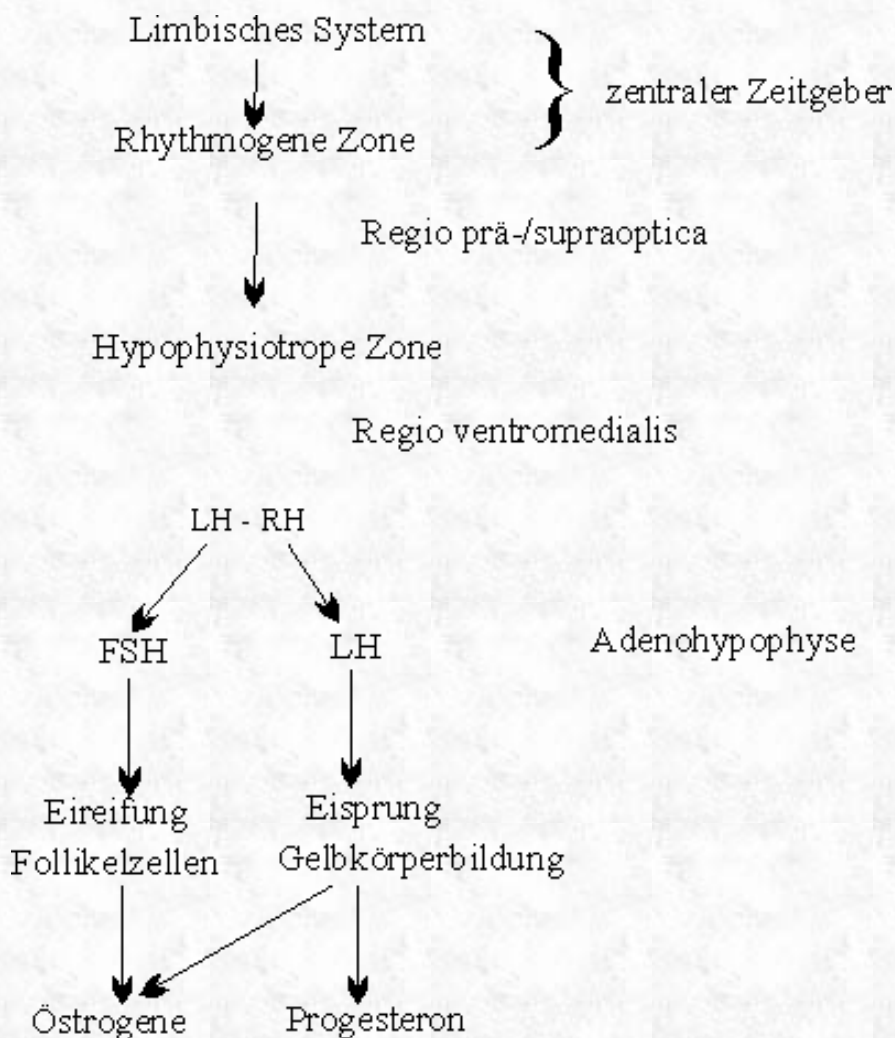 Limbisches System
zentraler Zeitgeber
Rhythmogene Zone
Regio prä-/supraoptica
Hypophysiotrope Zone
Regio ventromedialis
LH - RH
FSH LH Adenohypophyse
Eireifung Eisprung
Follikelzellen Gelbkörperbildung
Östrogene Progesteron